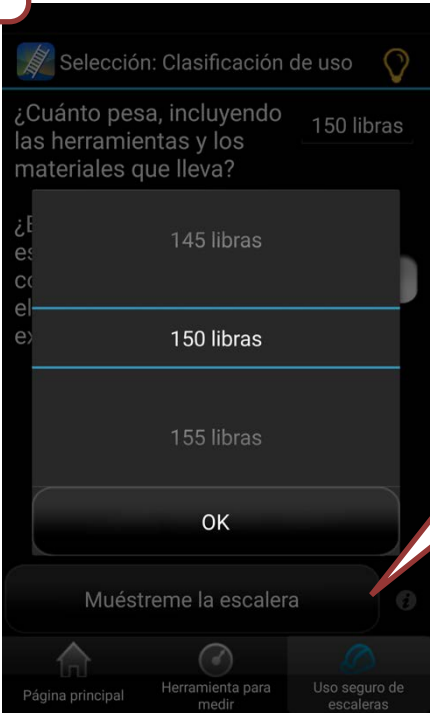 Selección: Clasificación de uso
¿Cuánto pesa, incluyendo
las herramientas y los
materiales que lleva?
150 libras
145 libras
150 libras
155 libras
OK
Muéstreme la escalera
Página principal
Herramienta para
medir
Uso seguro de
escaleras